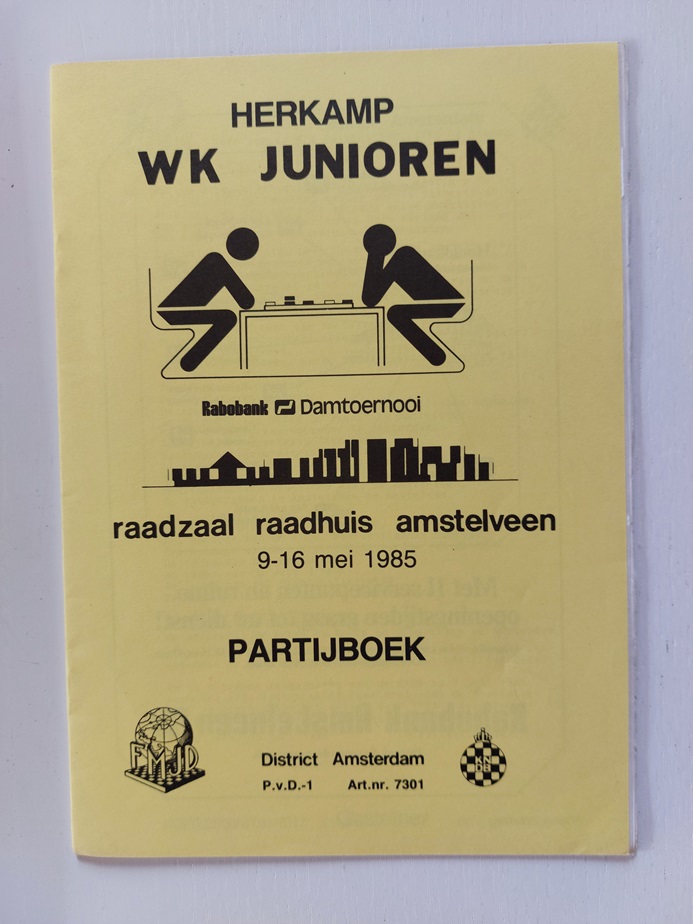 HERKAMP
WK JUNIOREN
Rabobank Damtoernooi
raadzaal raadhuis amstelveen
9-16 mei 1985
PARTIJBOEK
FMJD
District Amsterdam
P.v.D.-1 Art.nr. 7301
KNDB